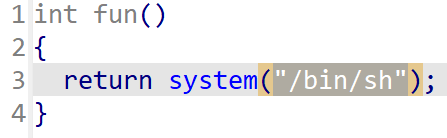 1 int fun()
2 {
3   return system("/bin/sh");
4 }